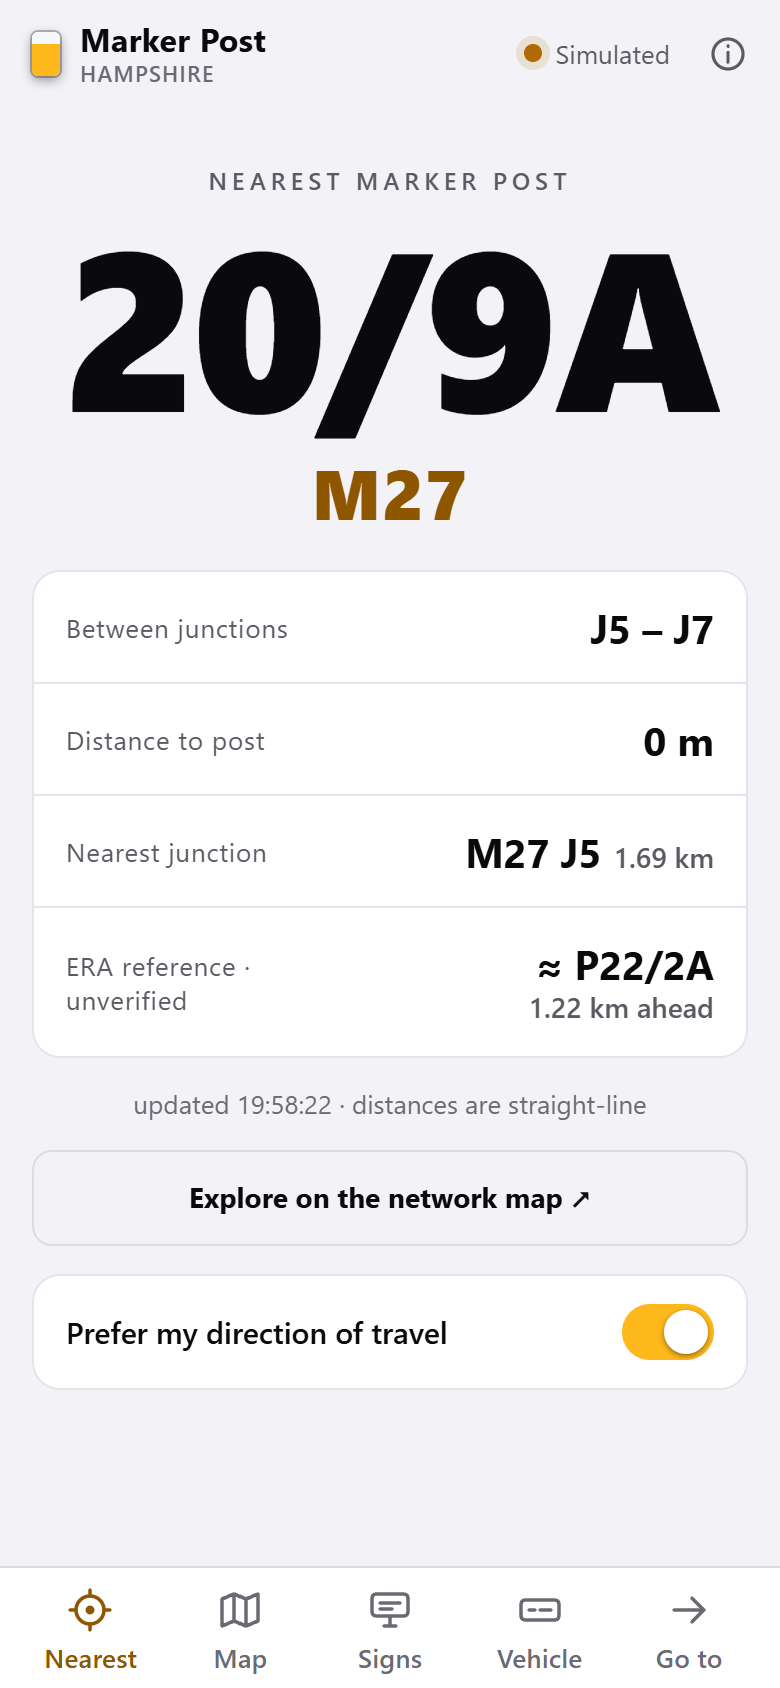 Marker Post
HAMPSHIRE
Simulated
NEAREST MARKER POST
20/9A
M27
Between junctions
J5 – J7
Distance to post
0 m
Nearest junction
M27 J5 1.69 km
ERA reference ·
unverified
≈ P22/2A
1.22 km ahead
updated 19:58:22 · distances are straight-line
Explore on the network map ↗
Prefer my direction of travel
Nearest
Map
Signs
Vehicle
Go to